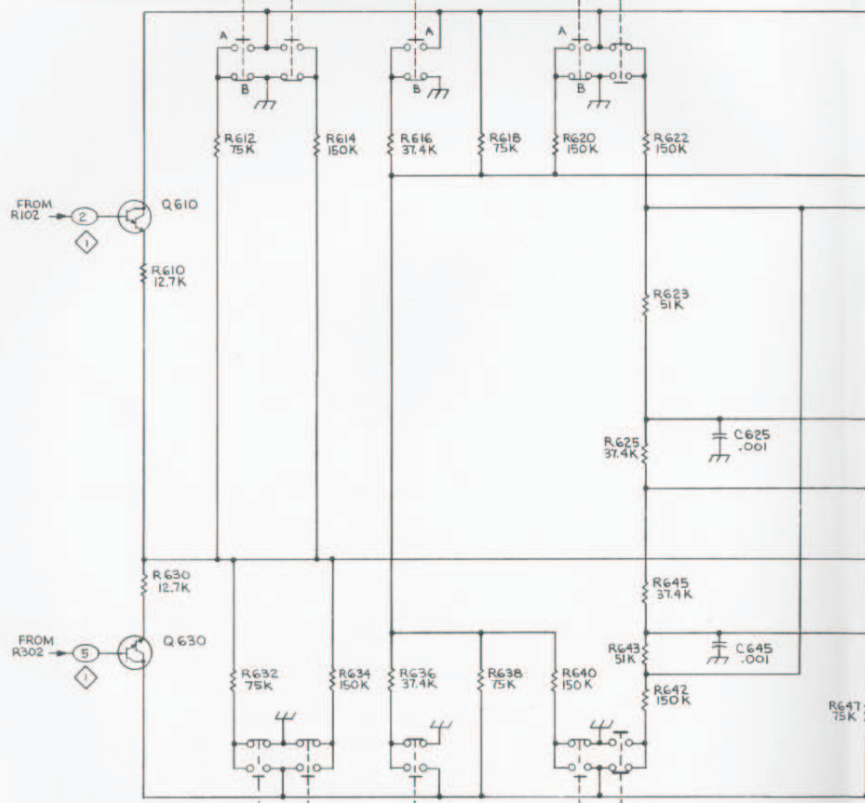 A
A
A
B
B
B
R612
75K
R614
150K
R616
37.4K
R618
75K
R620
150K
R622
150K
FROM
R102
2
Q610
1
R610
12.7K
R623
51K
R625
37.4K
C625
.001
R630
12.7K
R645
37.4K
FROM
R302
5
Q630
1
R643
51K
C645
.001
R632
75K
R634
150K
R636
37.4K
R638
75K
R640
150K
R642
150K
R647
75K